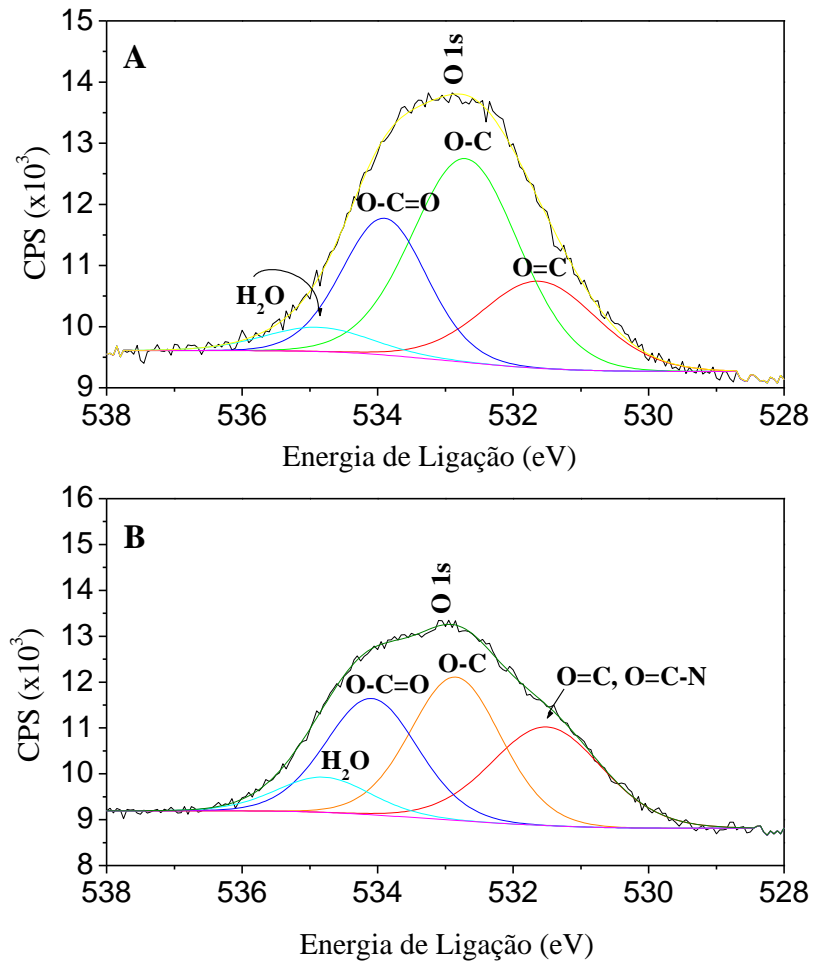 A
O 1s
O-C
O-C=O
O=C
H₂O
CPS (x10³)
15
14
13
12
11
10
9
538 536 534 532 530 528
Energia de Ligação (eV)
B
O 1s
O-C
O=C, O=C-N
O-C=O
H₂O
CPS (x10³)
16
15
14
13
12
11
10
9
8
538 536 534 532 530 528
Energia de Ligação (eV)